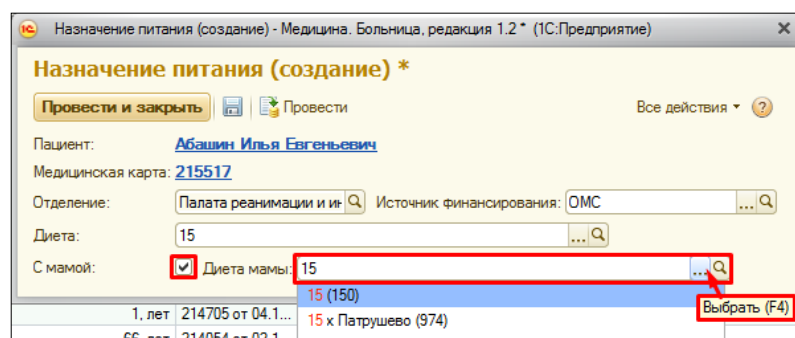 Назначение питания (создание) - Медицина. Больница, редакция 1.2 * (1С:Предприятие)
Назначение питания (создание) *
Провести и закрыть Провести Все действия
Пациент: Абашин Илья Евгеньевич
Медицинская карта: 215517
Отделение: Палата реанимации и ин Источник финансирования: ОМС ...
Диета: 15 ...
С мамой: Диета мамы: 15 ...
15 (150)
Выбрать (F4)
15 х Патрушево (974)
1, лет 214705 от 04.1...
66, лет 214054 от 02.1